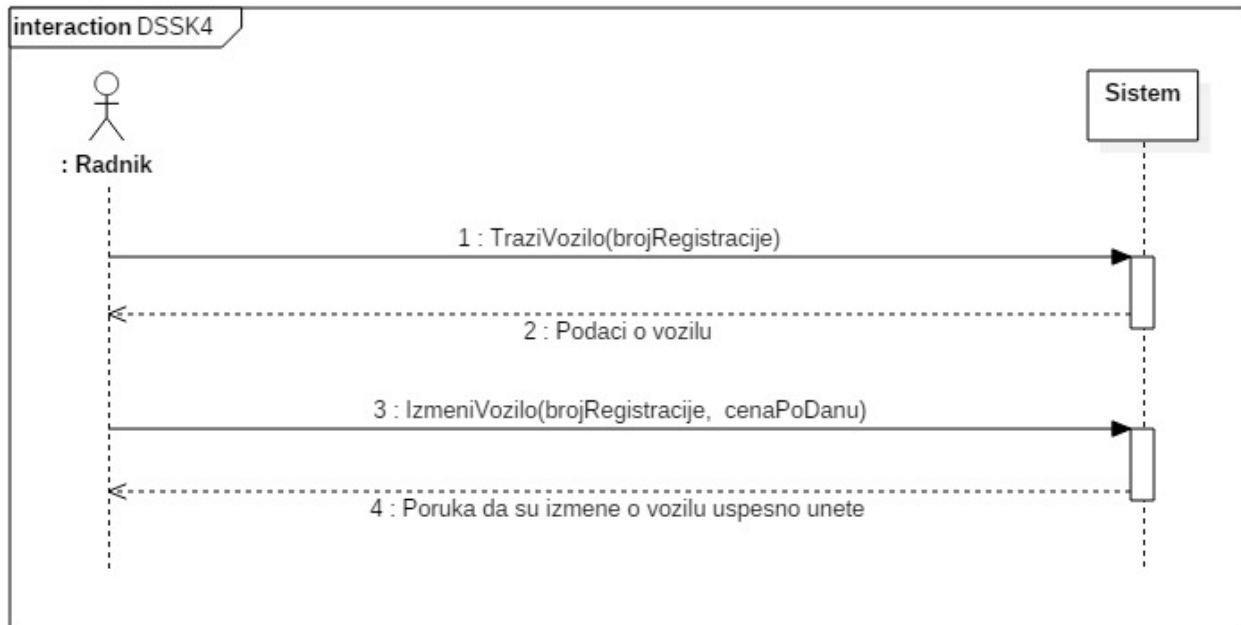 interaction DSSK4
: Radnik
Sistem
1 : TraziVozilo(brojRegistracije)
2 : Podaci o vozilu
3 : IzmeniVozilo(brojRegistracije,  cenaPoDanu)
4 : Poruka da su izmene o vozilu uspesno unete